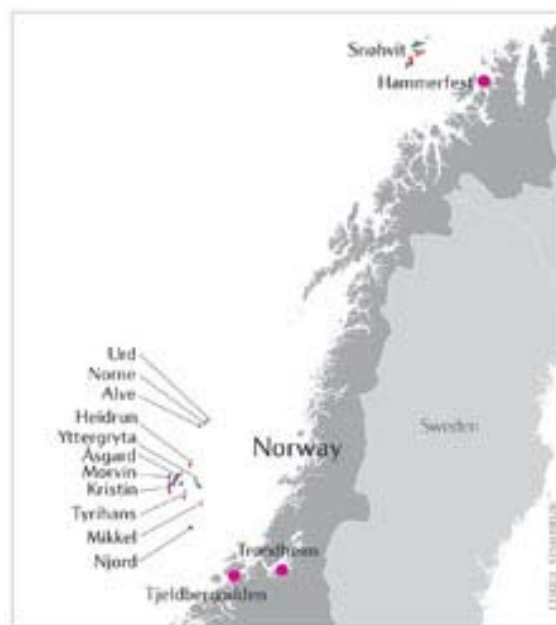 Snøhvit
Hammerfest
Urd
Norne
Alve
Heidrun
Yttergryta
Åsgard
Morvin
Kristin
Tyrihans
Mikkel
Njord
Norway
Sweden
Trondheim
Tjeldbergodden